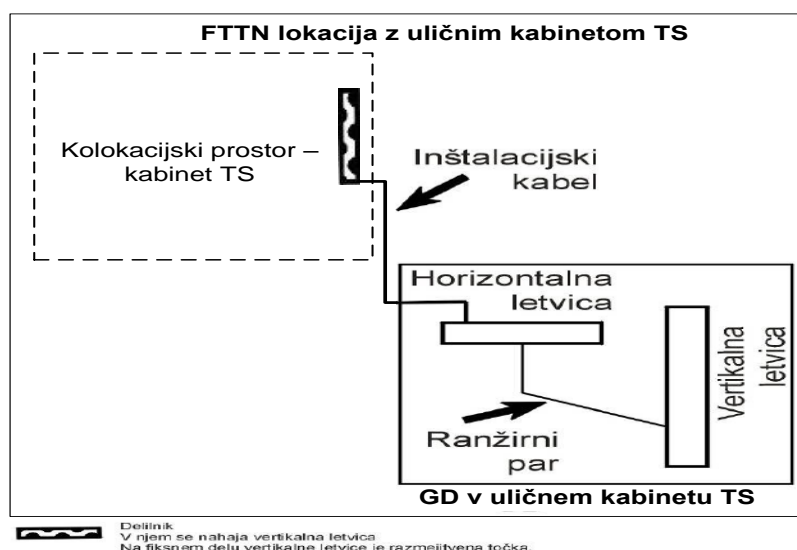 FTTN lokacija z uličnim kabinetom TS
Kolokacijski prostor –
kabinet TS
Inštalacijski
kabel
Horizontalna
letvica
Vertikalna
letvica
Ranžirni
par
GD v uličnem kabinetu TS
Delilnik
V njem se nahaja vertikalna letvica
Na fiksnem delu vertikalne letvice je razmejitvena točka.